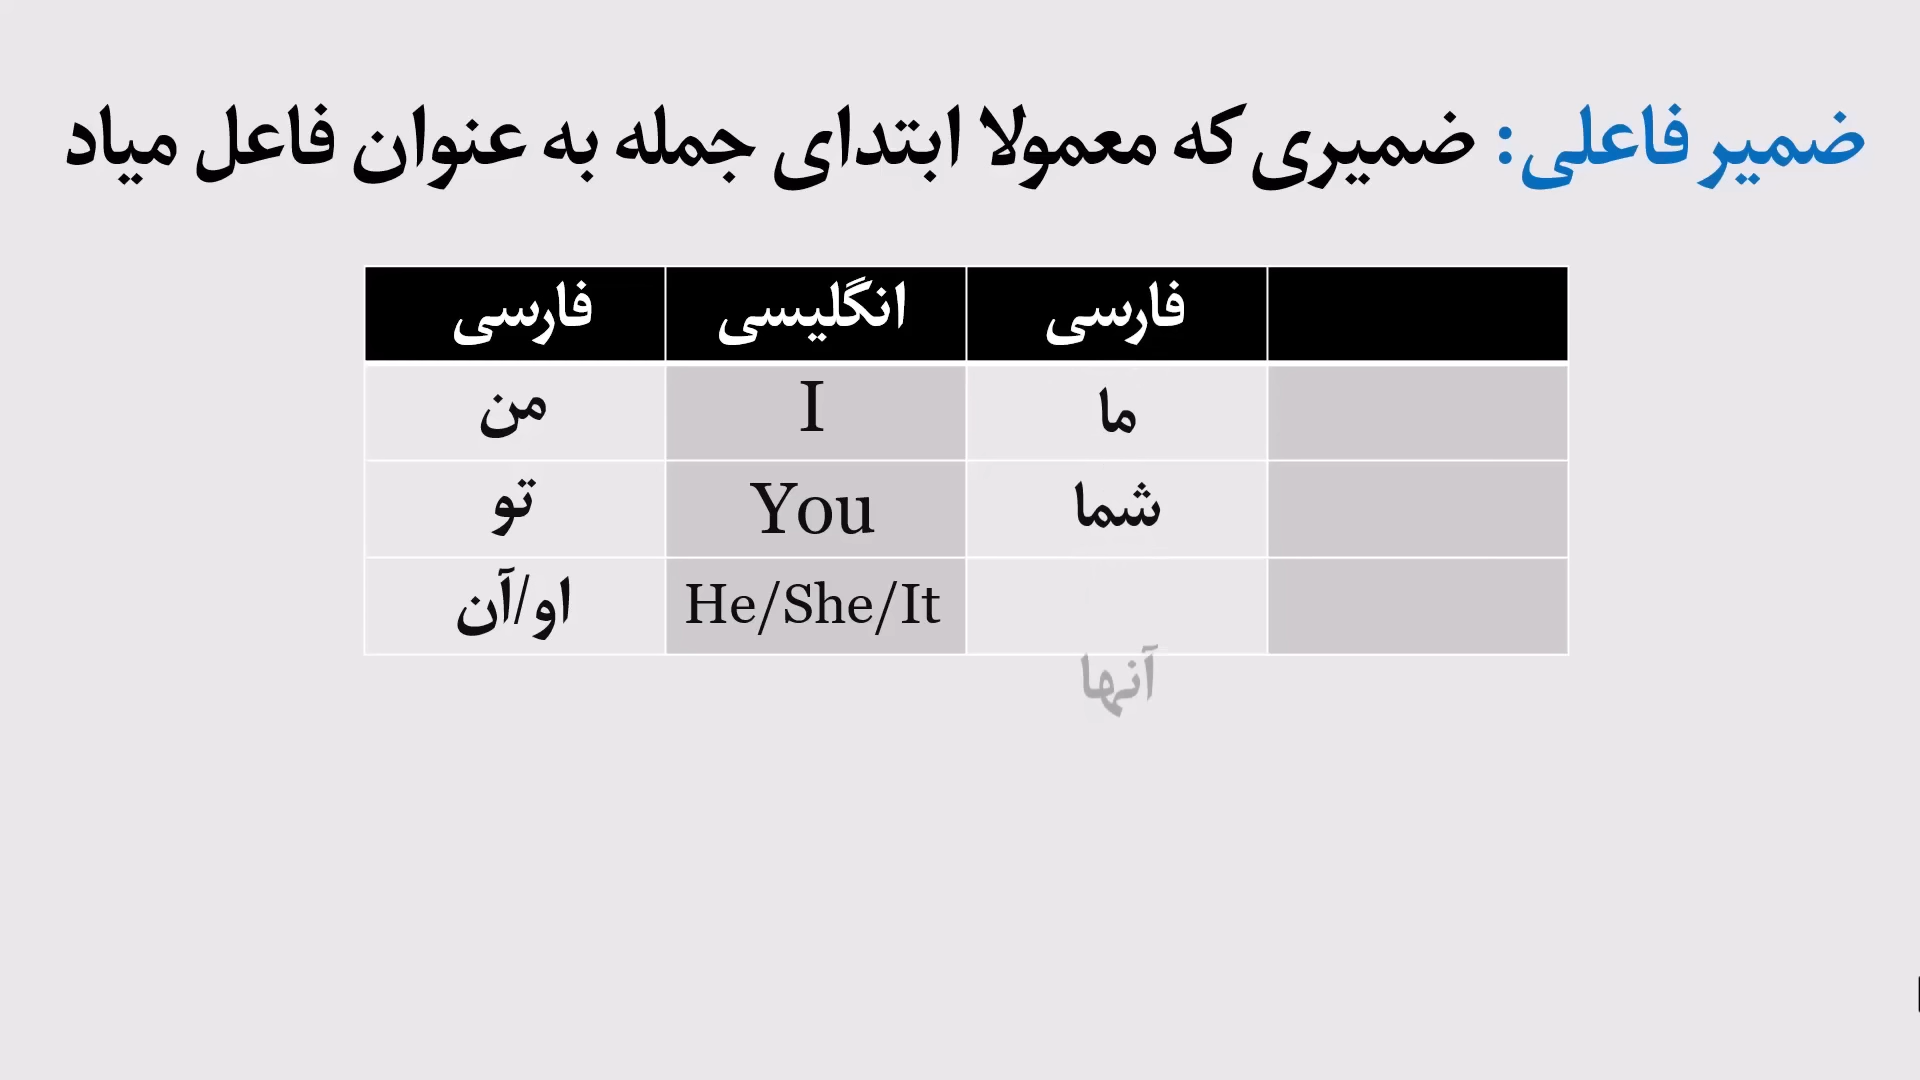 ضمیر فاعلی: ضمیری که معمولا ابتدای جمله به عنوان فاعل میاد
فارسی انگلیسی فارسی
من I ما
تو You شما
او/آن He/She/It
آنها